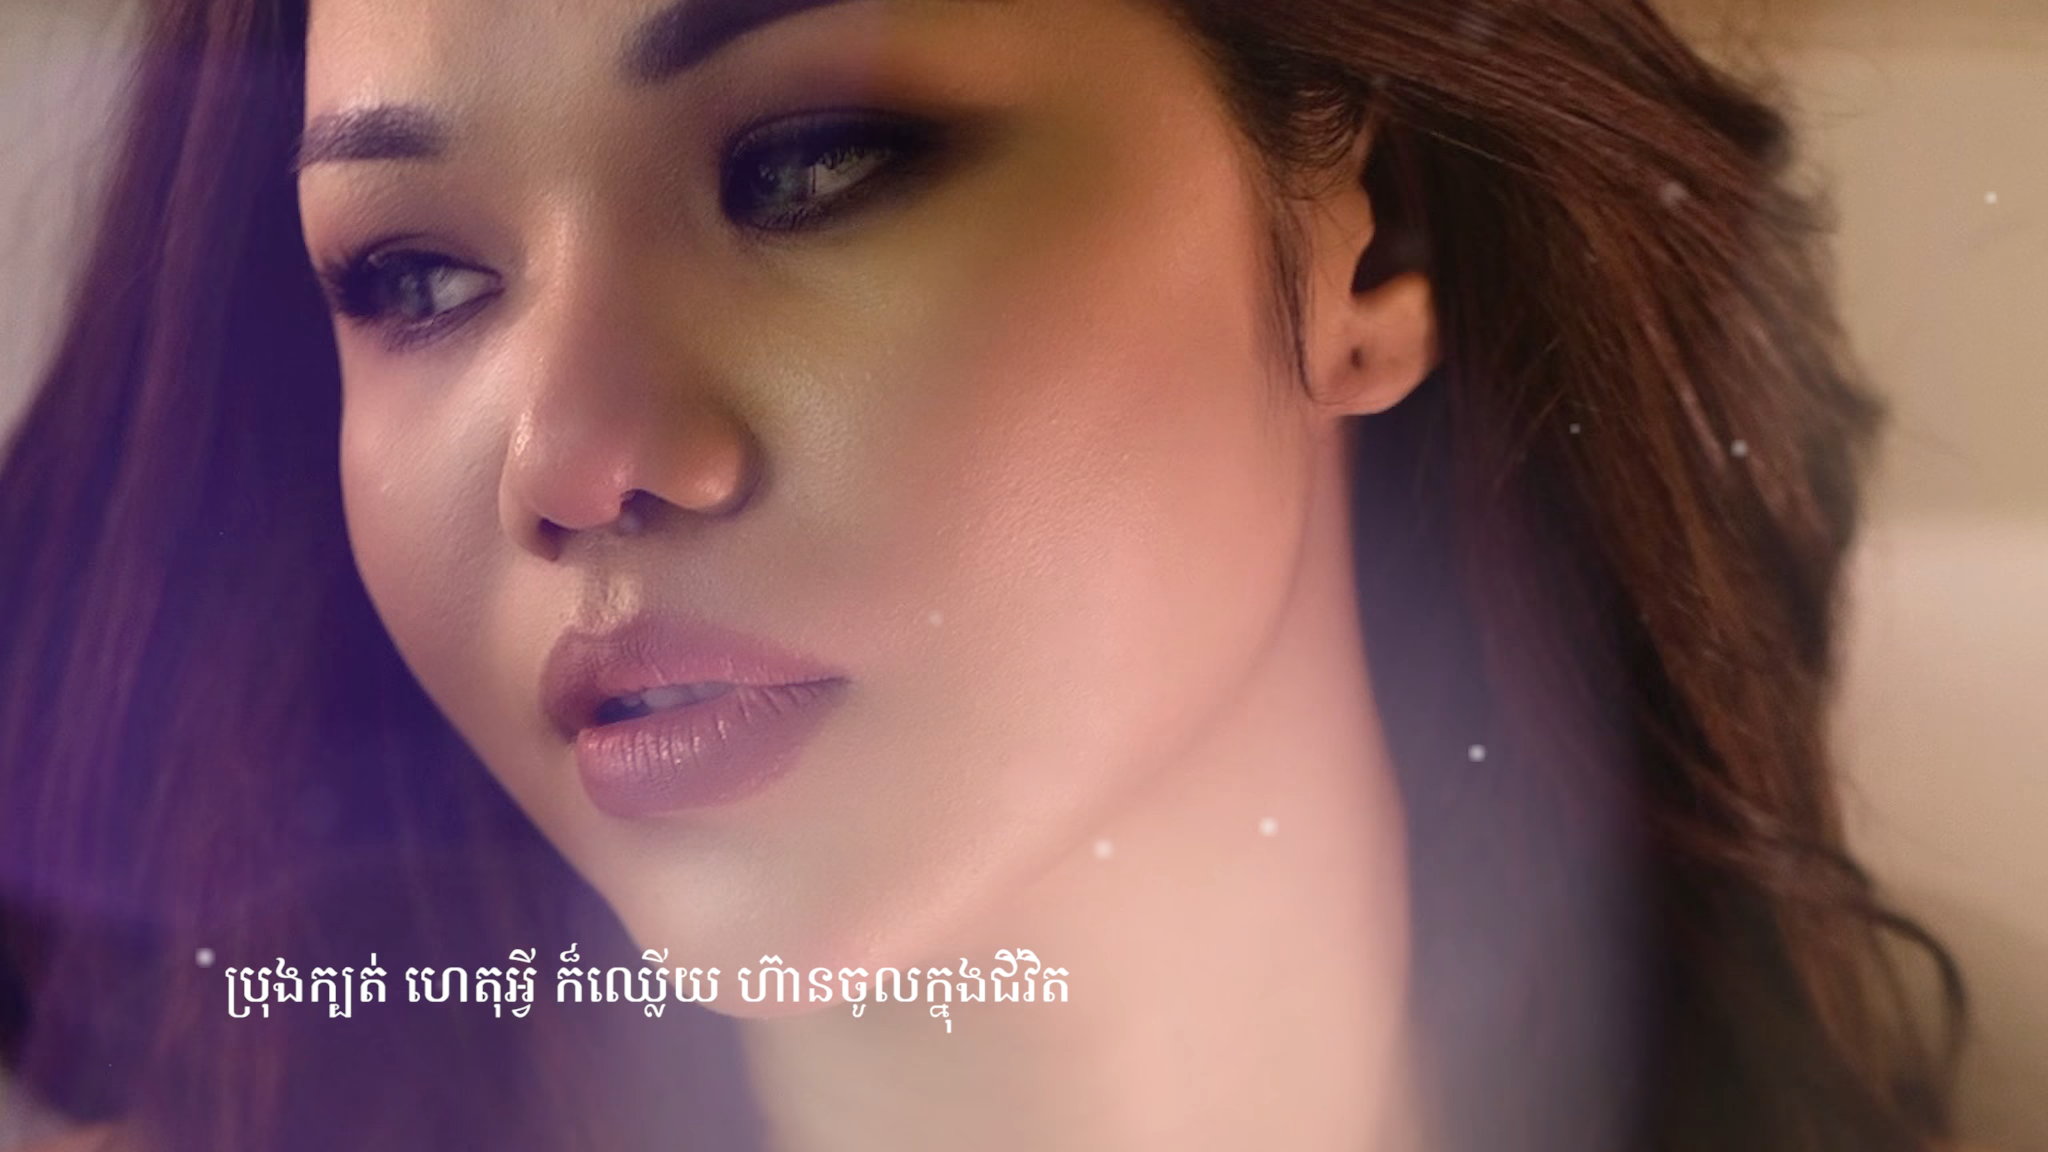 ប្រុងក្បត់ ហេតុអ្វី ក៏ឈ្លើយ ហ៊ានចូលក្នុងជីវិត